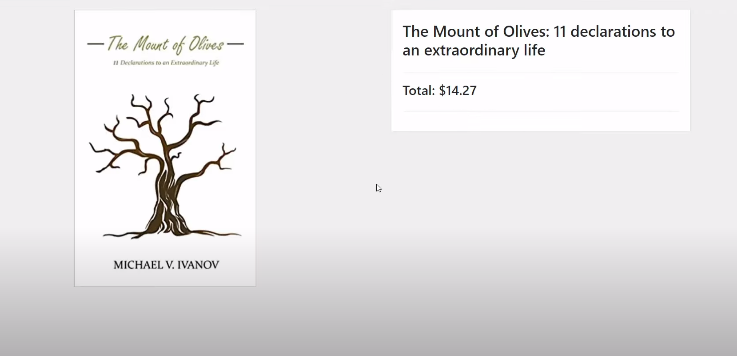 The Mount of Olives
11 Declarations to an Extraordinary Life
MICHAEL V. IVANOV
The Mount of Olives: 11 declarations to
an extraordinary life
Total: $14.27